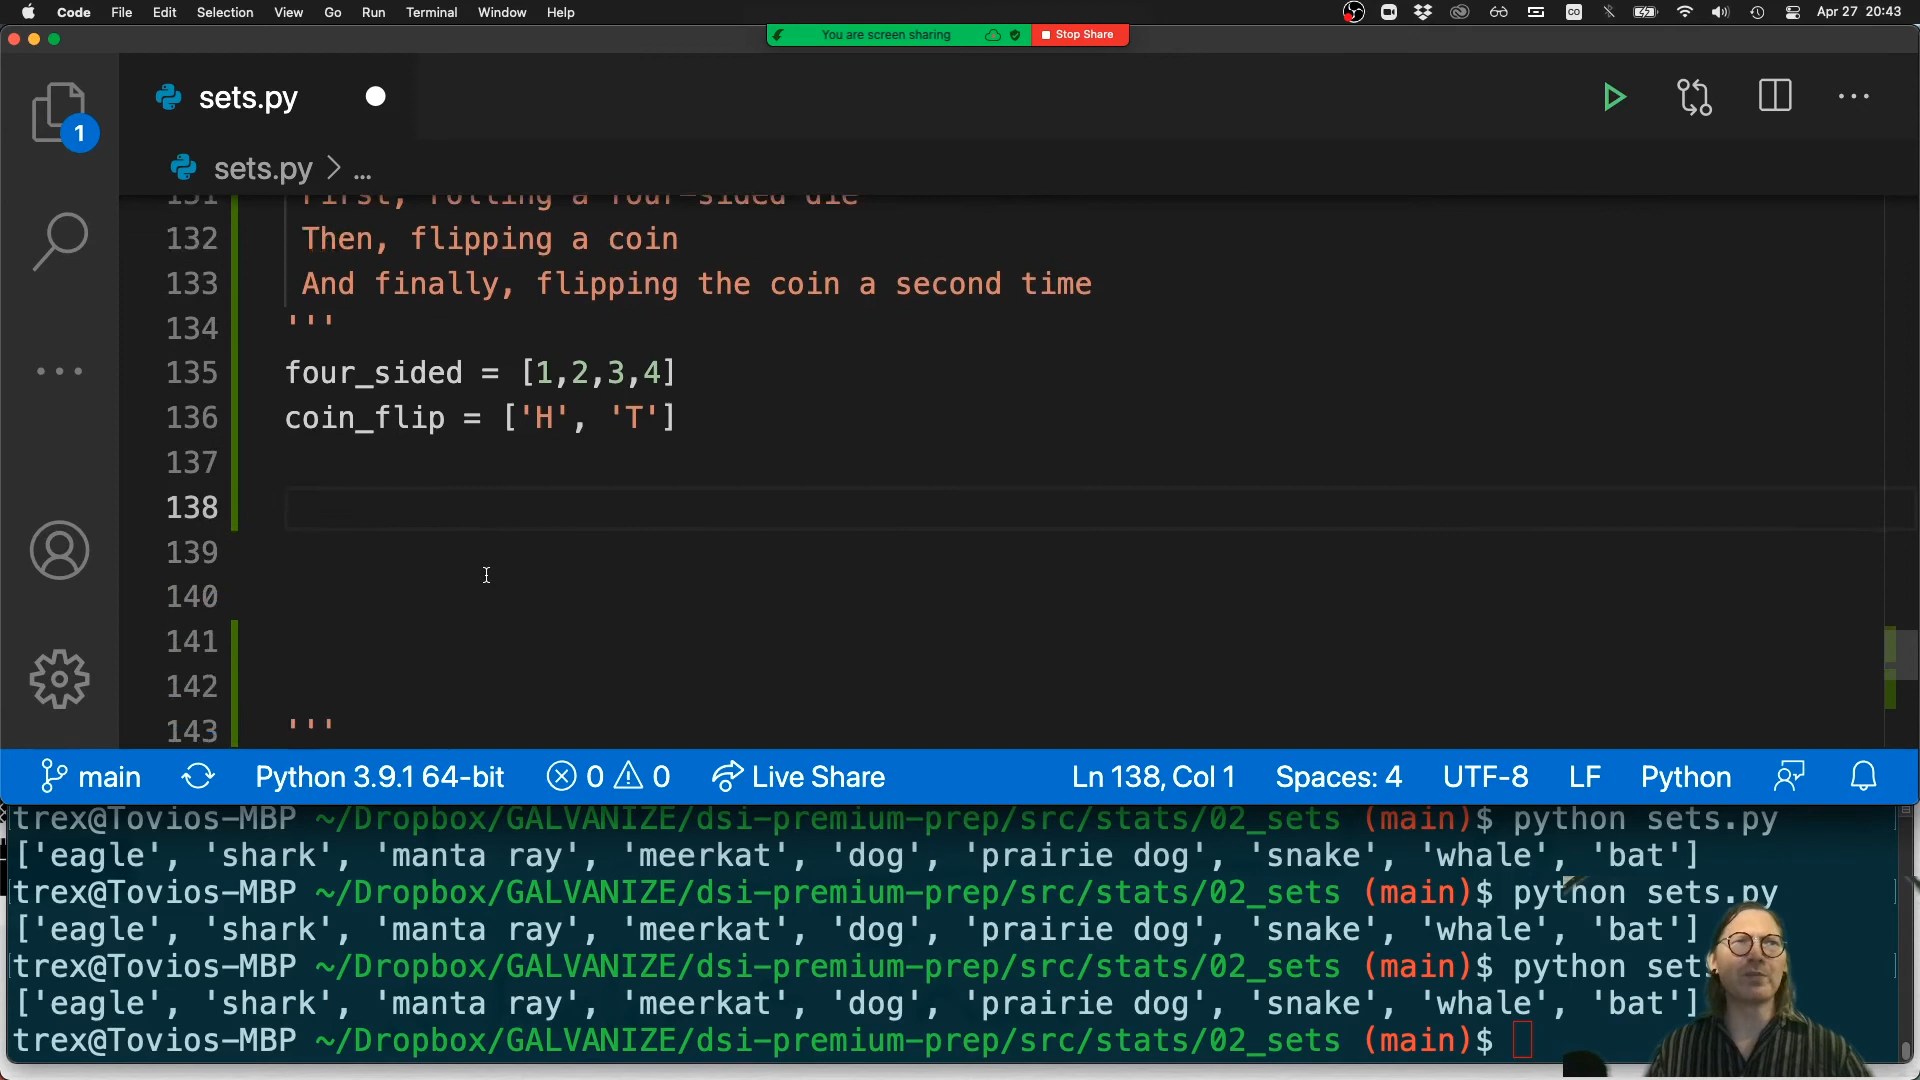 Code File Edit Selection View Go Run Terminal Window Help Apr 27 20:43
You are screen sharing Stop Share
sets.py
1
sets.py > ...
131 First, rolling a four-sided die
132 Then, flipping a coin
133 And finally, flipping the coin a second time
134 '''
135 four_sided = [1,2,3,4]
136 coin_flip = ['H', 'T']
137
138
139
140
141
142
143 '''
main Python 3.9.1 64-bit 0 0 Live Share Ln 138, Col 1 Spaces: 4 UTF-8 LF Python
trex@Tovios-MBP ~/Dropbox/GALVANIZE/dsi-premium-prep/src/stats/02_sets (main)$ python sets.py
['eagle', 'shark', 'manta ray', 'meerkat', 'dog', 'prairie dog', 'snake', 'whale', 'bat']
trex@Tovios-MBP ~/Dropbox/GALVANIZE/dsi-premium-prep/src/stats/02_sets (main)$ python sets.py
['eagle', 'shark', 'manta ray', 'meerkat', 'dog', 'prairie dog', 'snake', 'whale', 'bat']
trex@Tovios-MBP ~/Dropbox/GALVANIZE/dsi-premium-prep/src/stats/02_sets (main)$ python sets
['eagle', 'shark', 'manta ray', 'meerkat', 'dog', 'prairie dog', 'snake', 'whale', 'bat']
trex@Tovios-MBP ~/Dropbox/GALVANIZE/dsi-premium-prep/src/stats/02_sets (main)$